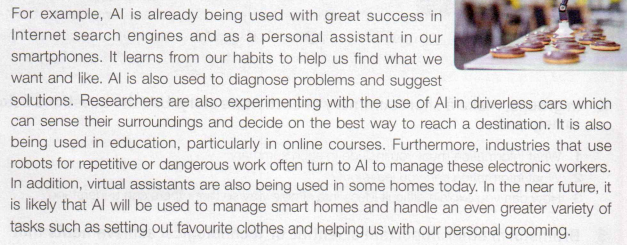 For example, AI is already being used with great success in
Internet search engines and as a personal assistant in our
smartphones. It learns from our habits to help us find what we
want and like. AI is also used to diagnose problems and suggest
solutions. Researchers are also experimenting with the use of AI in driverless cars which
can sense their surroundings and decide on the best way to reach a destination. It is also
being used in education, particularly in online courses. Furthermore, industries that use
robots for repetitive or dangerous work often turn to AI to manage these electronic workers.
In addition, virtual assistants are also being used in some homes today. In the near future, it
is likely that AI will be used to manage smart homes and handle an even greater variety of
tasks such as setting out favourite clothes and helping us with our personal grooming.